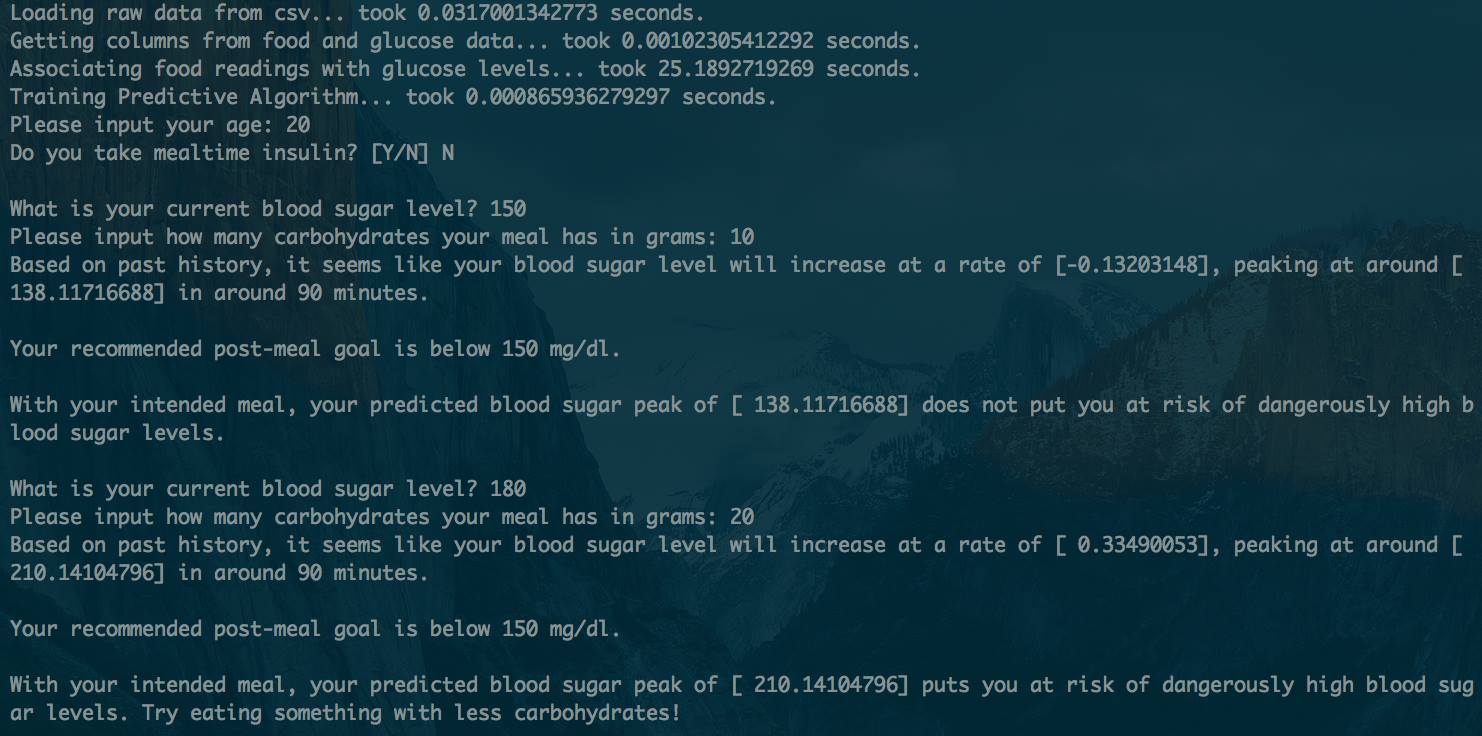 Loading raw data from csv... took 0.0317001342773 seconds.
Getting columns from food and glucose data... took 0.00102305412292 seconds.
Associating food readings with glucose levels... took 25.1892719269 seconds.
Training Predictive Algorithm... took 0.000865936279297 seconds.
Please input your age: 20
Do you take mealtime insulin? [Y/N] N
What is your current blood sugar level? 150
Please input how many carbohydrates your meal has in grams: 10
Based on past history, it seems like your blood sugar level will increase at a rate of [-0.13203148], peaking at around [
138.11716688] in around 90 minutes.
Your recommended post-meal goal is below 150 mg/dl.
With your intended meal, your predicted blood sugar peak of [ 138.11716688] does not put you at risk of dangerously high b
lood sugar levels.
What is your current blood sugar level? 180
Please input how many carbohydrates your meal has in grams: 20
Based on past history, it seems like your blood sugar level will increase at a rate of [ 0.33490053], peaking at around [
210.14104796] in around 90 minutes.
Your recommended post-meal goal is below 150 mg/dl.
With your intended meal, your predicted blood sugar peak of [ 210.14104796] puts you at risk of dangerously high blood sug
ar levels. Try eating something with less carbohydrates!